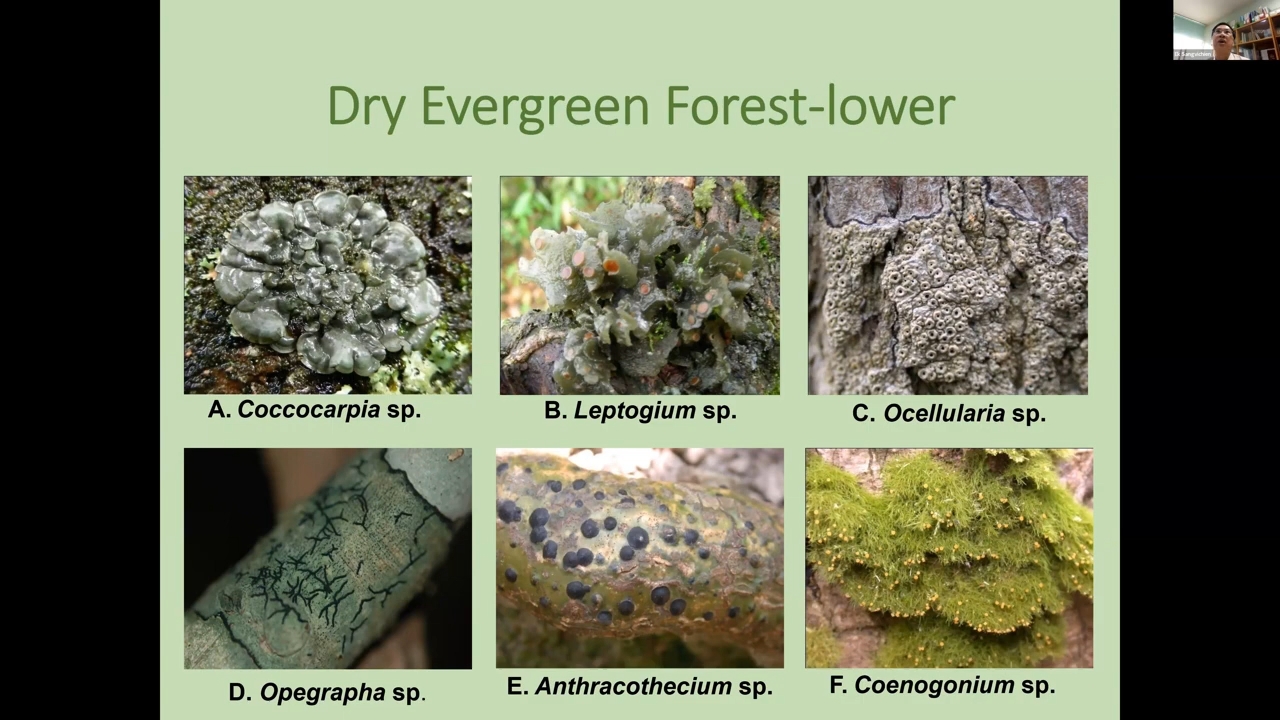 Dry Evergreen Forest-lower
A. Coccocarpia sp.
B. Leptogium sp.
C. Ocellularia sp.
D. Opegrapha sp.
E. Anthracothecium sp.
F. Coenogonium sp.